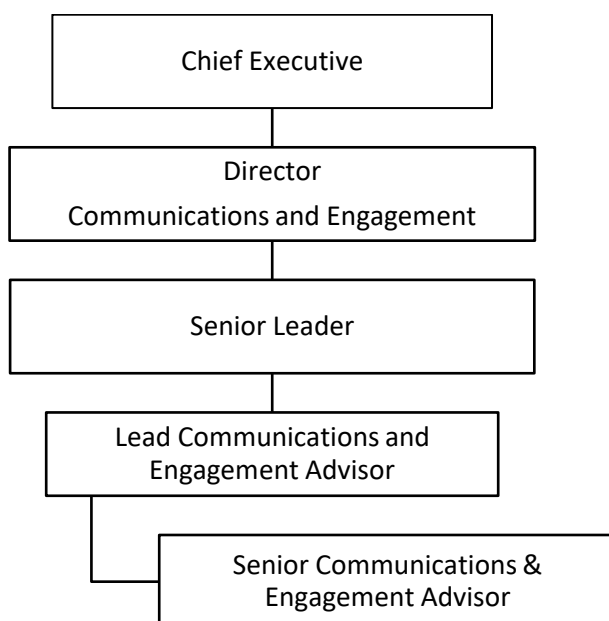 Chief Executive
Director
Communications and Engagement
Senior Leader
Lead Communications and
Engagement Advisor
Senior Communications &
Engagement Advisor